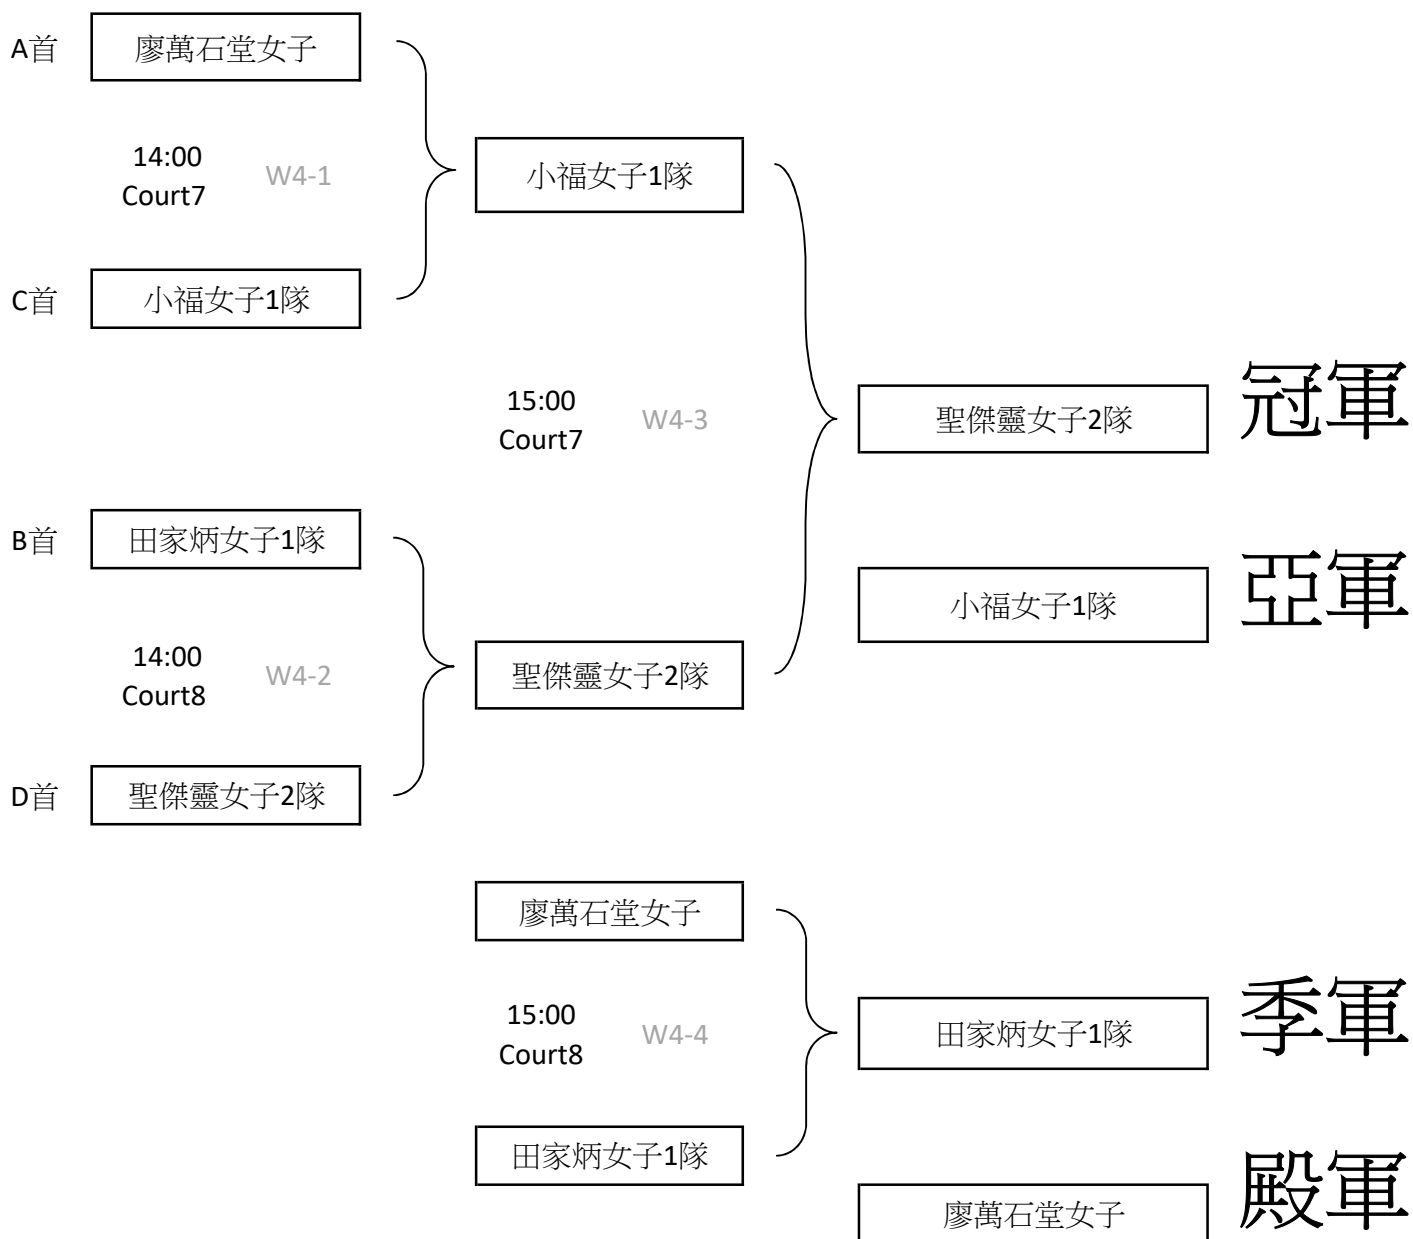 A首 廖萬石堂女子
14:00
Court7
W4-1
小福女子1隊
C首 小福女子1隊
15:00
Court7
W4-3
聖傑靈女子2隊 冠軍
B首 田家炳女子1隊
小福女子1隊 亞軍
14:00
Court8
W4-2
聖傑靈女子2隊
D首 聖傑靈女子2隊
廖萬石堂女子
15:00
Court8
W4-4
田家炳女子1隊 季軍
田家炳女子1隊
廖萬石堂女子 殿軍